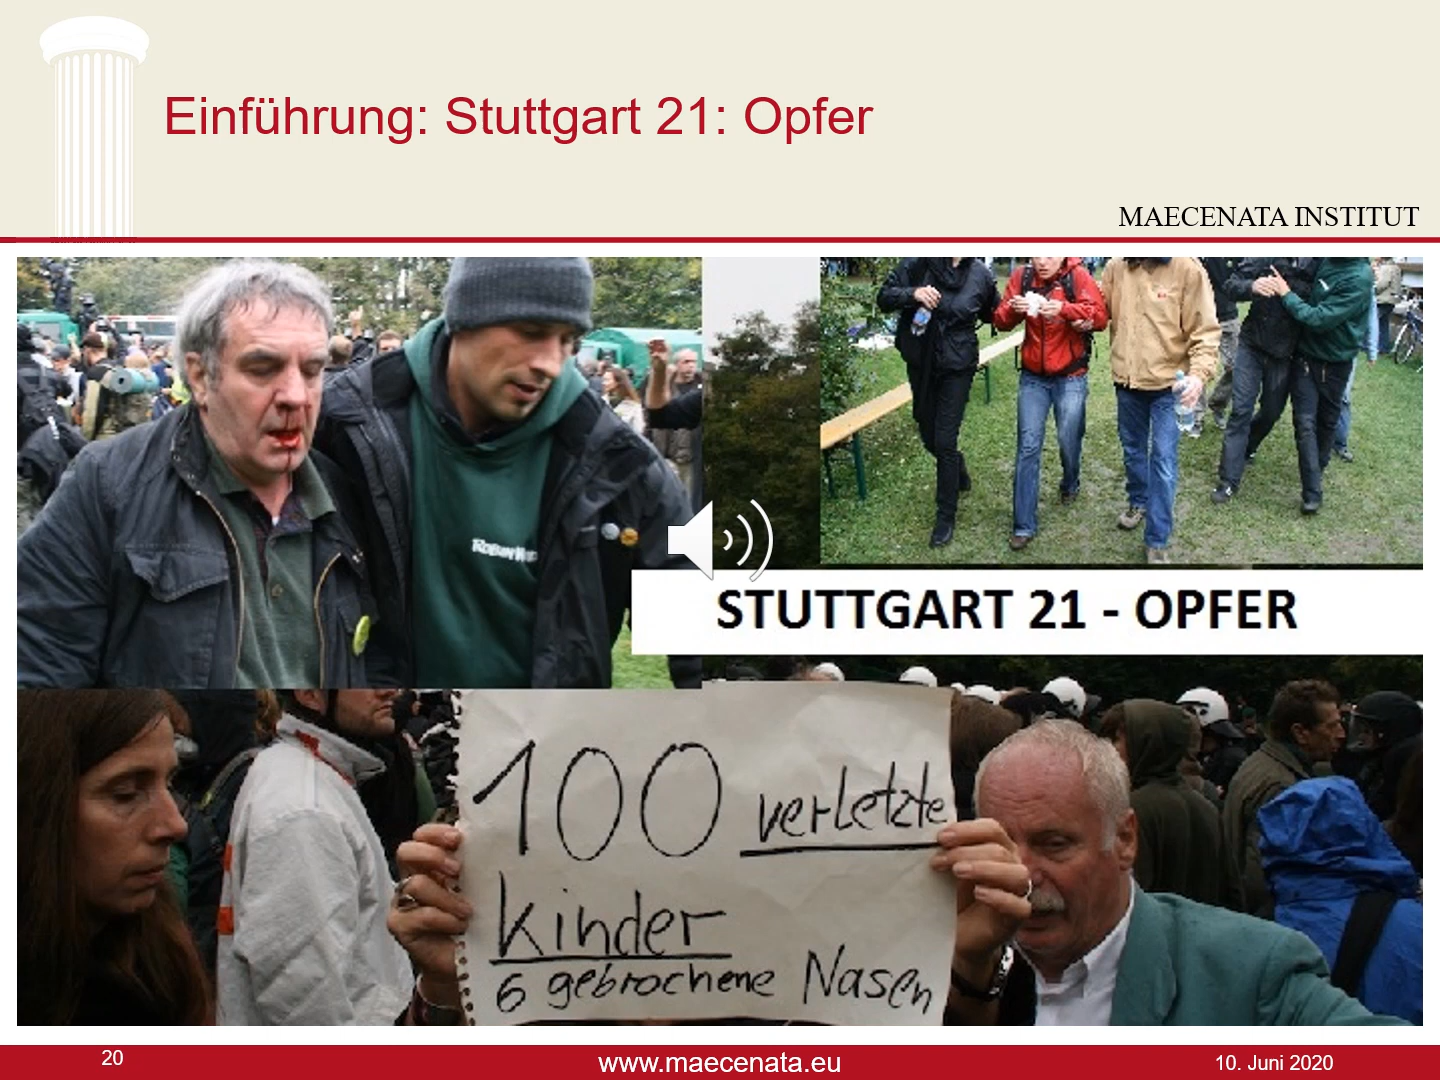 Einführung: Stuttgart 21: Opfer
MAECENATA INSTITUT
STUTTGART 21 - OPFER
100 verletzte
Kinder
6 gebrochene Nasen
20
www.maecenata.eu
10. Juni 2020